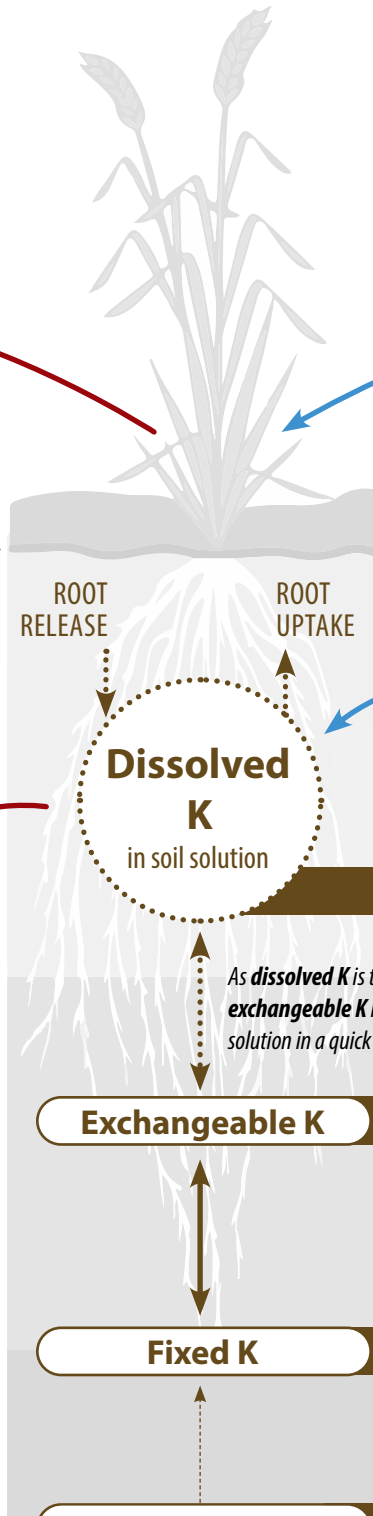 ROOT
RELEASE
ROOT
UPTAKE
Dissolved
K
in soil solution
As dissolved K is
exchangeable K
solution in a quick
Exchangeable K
Fixed K